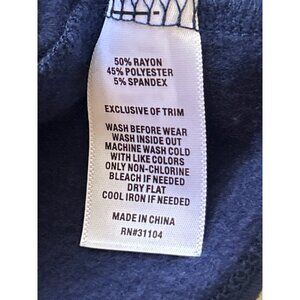 50% RAYON
45% POLYESTER
5% SPANDEX
EXCLUSIVE OF TRIM
WASH BEFORE WEAR
WASH INSIDE OUT
MACHINE WASH COLD
WITH LIKE COLORS
ONLY NON-CHLORINE
BLEACH IF NEEDED
DRY FLAT
COOL IRON IF NEEDED
MADE IN CHINA
RN#31104